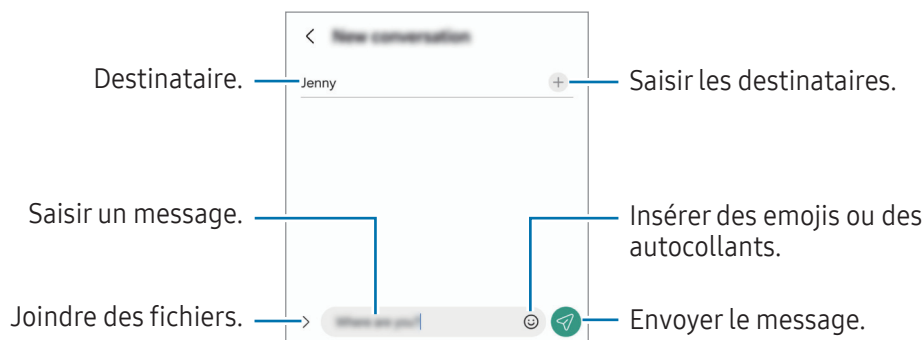 New conversation
Destinataire.
Jenny
Saisir les destinataires.
Saisir un message.
Insérer des emojis ou des
autocollants.
Joindre des fichiers.
Where are you?
Envoyer le message.